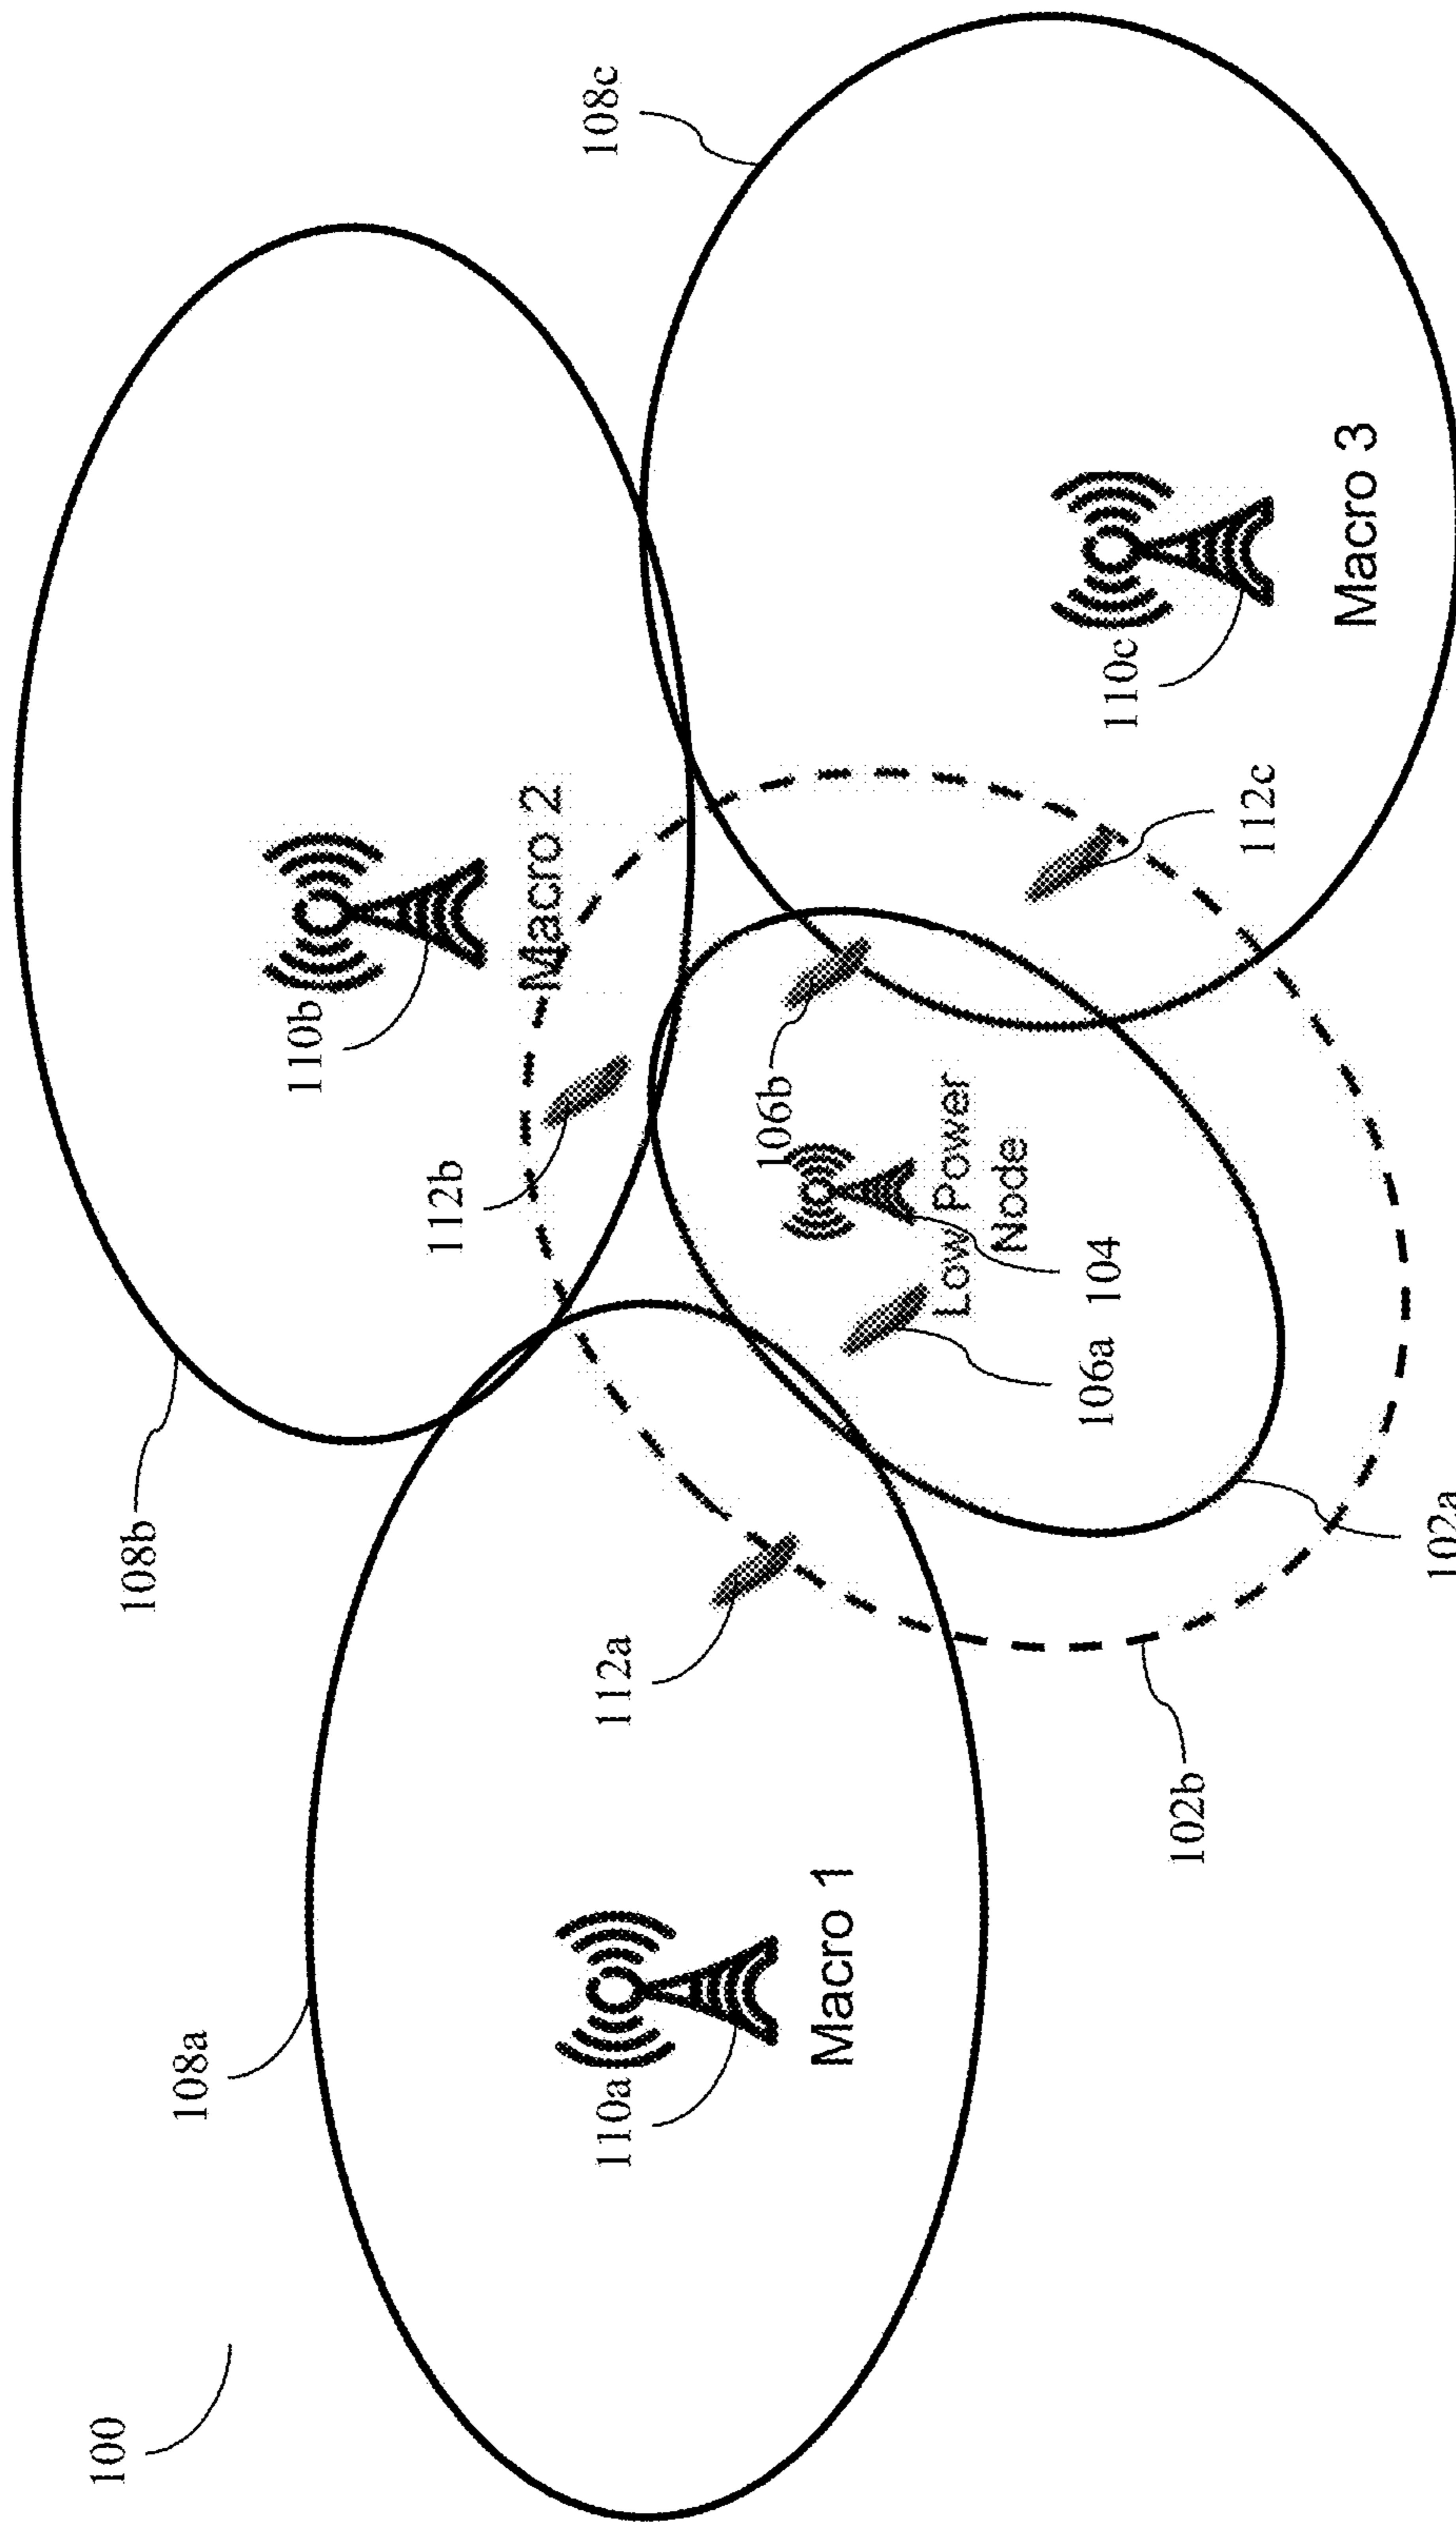 100
108a
108b
110b
Macro 2
108c
112b
110a
Macro 1
112a
106b
Low Power
Node
106a
104
110c
Macro 3
112c
102b
102a